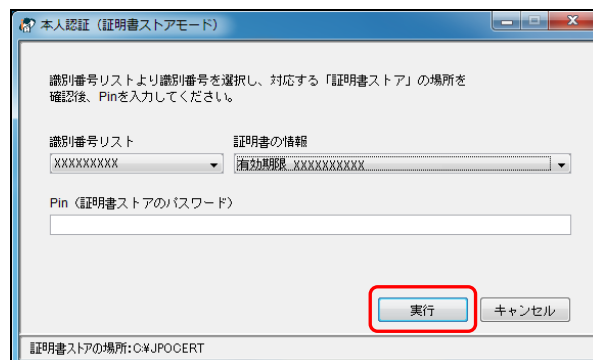 本人認証（証明書ストアモード）
識別番号リストより識別番号を選択し、対応する「証明書ストア」の場所を
確認後、Pinを入力してください。
識別番号リスト 証明書の情報
XXXXXXXXX 有効期限 XXXXXXXXXX
Pin（証明書ストアのパスワード）
実行 キャンセル
証明書ストアの場所:C:¥JPOCERT